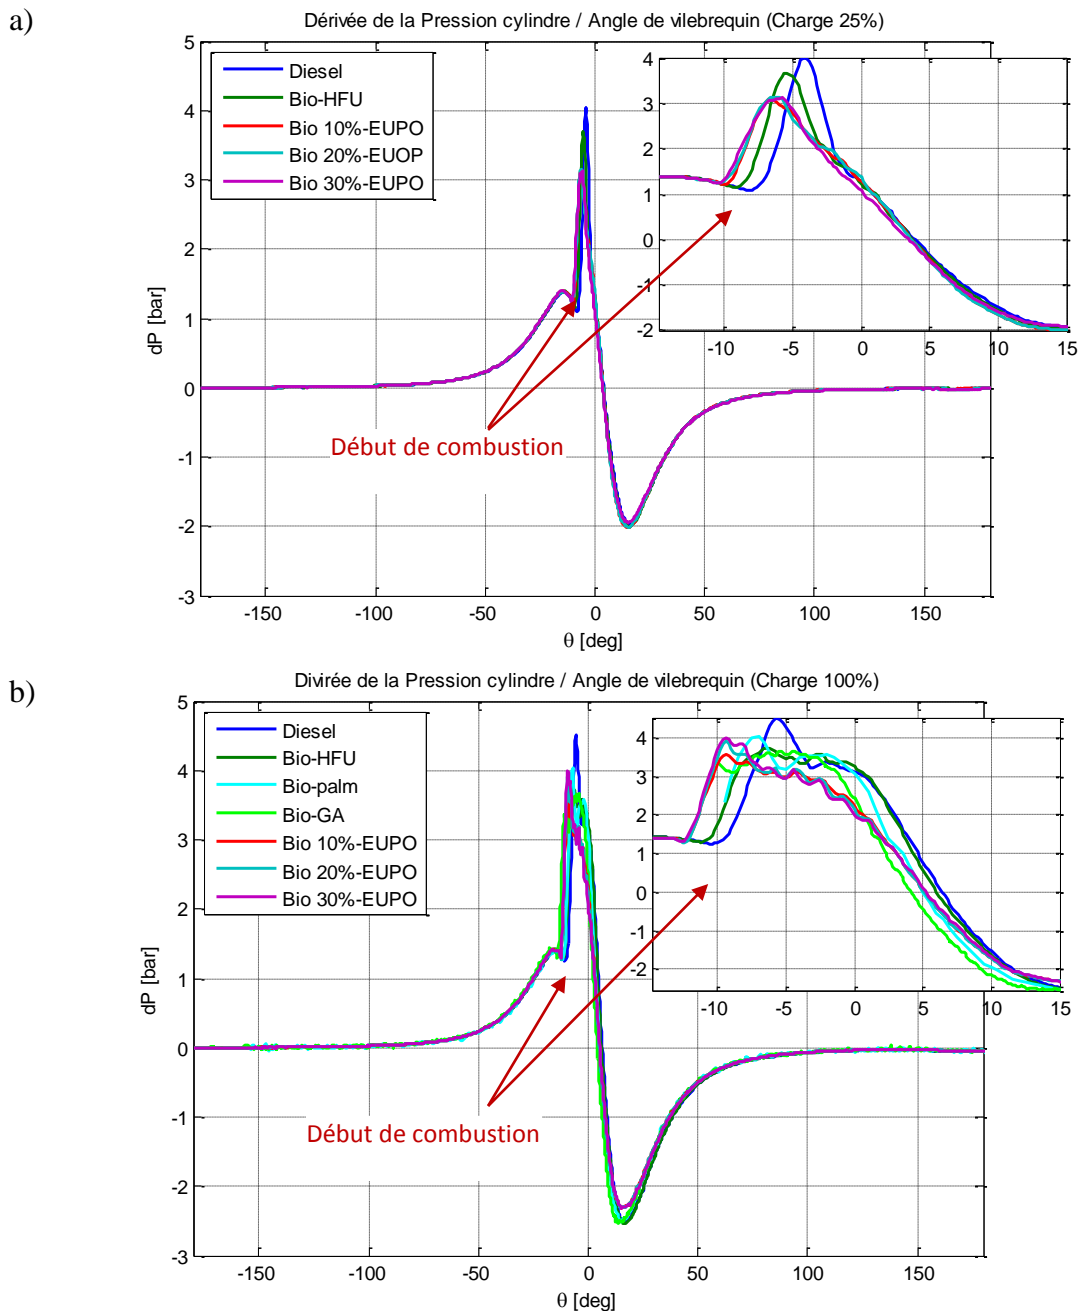 a)
Dérivée de la Pression cylindre / Angle de vilebrequin (Charge 25%)
5
4
3
2
1
0
-1
-2
-3
dP [bar]
Diesel
Bio-HFU
Bio 10%-EUPO
Bio 20%-EUOP
Bio 30%-EUPO
4
3
2
1
0
-1
-2
-10
-5
0
5
10
15
Début de combustion
-150
-100
-50
0
50
100
150
θ [deg]
b)
Divirée de la Pression cylindre / Angle de vilebrequin (Charge 100%)
5
4
3
2
1
0
-1
-2
-3
dP [bar]
Diesel
Bio-HFU
Bio-palm
Bio-GA
Bio 10%-EUPO
Bio 20%-EUPO
Bio 30%-EUPO
4
3
2
1
0
-1
-2
-10
-5
0
5
10
15
Début de combustion
-150
-100
-50
0
50
100
150
θ [deg]